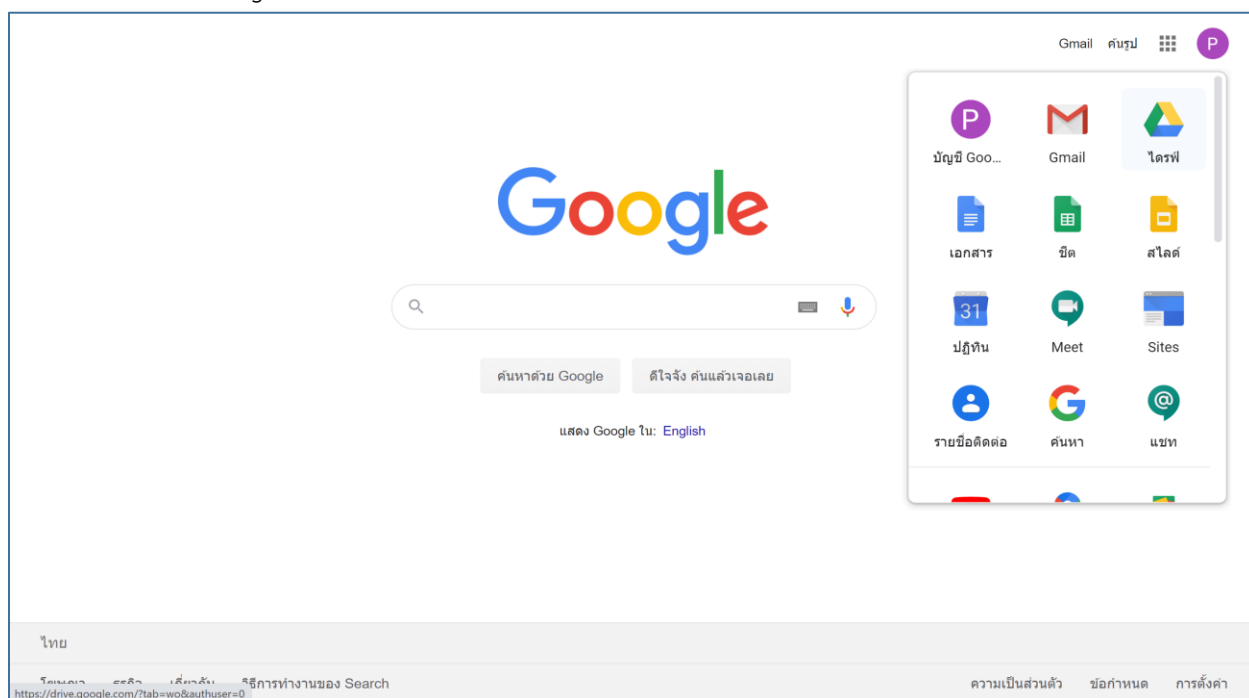 Gmail ค้นรูป P
P
บัญชี Goo... Gmail ไดรฟ์
Google
เอกสาร ชีต สไลด์
31
ปฏิทิน Meet Sites
ค้นหาด้วย Google ดีใจจัง ค้นแล้วเจอเลย
แสดง Google ใน: English
รายชื่อติดต่อ ค้นหา แชท
ไทย
วิธีการทำงานของ Search ความเป็นส่วนตัว ข้อกำหนด การตั้งค่า
https://drive.google.com/?tab=wo&authuser=0